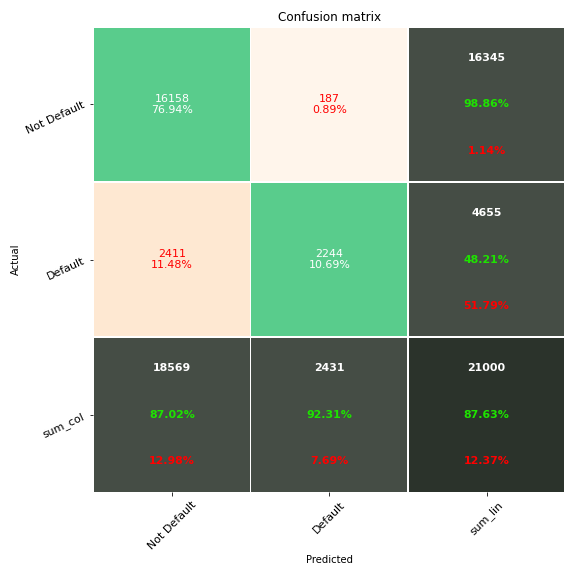 Confusion matrix
16345
16158
76.94%
187
0.89%
98.86%
1.14%
Not Default
4655
2411
11.48%
2244
10.69%
48.21%
51.79%
Default
Actual
18569
2431
21000
87.02%
92.31%
87.63%
12.98%
7.69%
12.37%
sum_col
Not Default
Default
sum_lin
Predicted